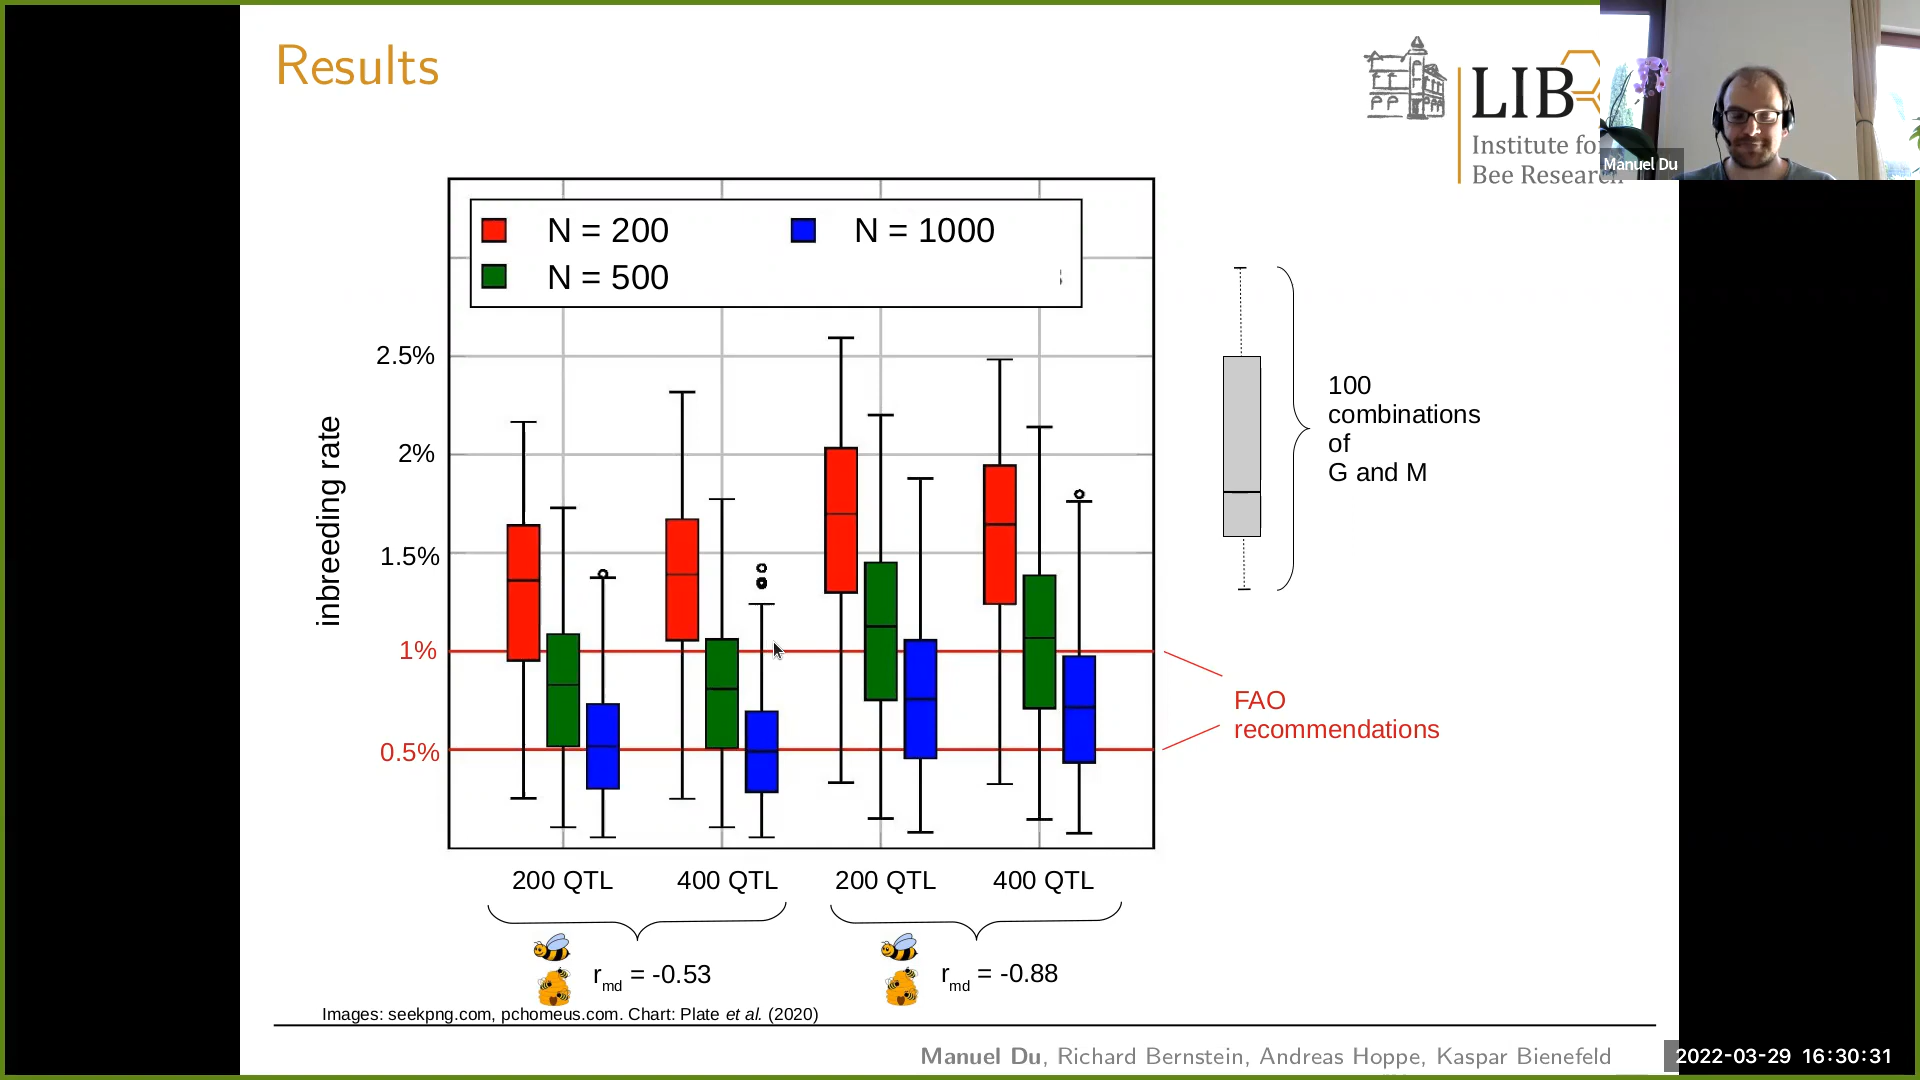 Results
LIB
Institute fo
Bee Research
Manuel Du
N = 200
N = 1000
N = 500
2.5%
2%
1.5%
1%
0.5%
inbreeding rate
100
combinations
of
G and M
FAO
recommendations
200 QTL
400 QTL
200 QTL
400 QTL
rmd = -0.53
rmd = -0.88
Images: seekpng.com, pchomeus.com. Chart: Plate et al. (2020)
Manuel Du, Richard Bernstein, Andreas Hoppe, Kaspar Bienefeld
2022-03-29 16:30:31